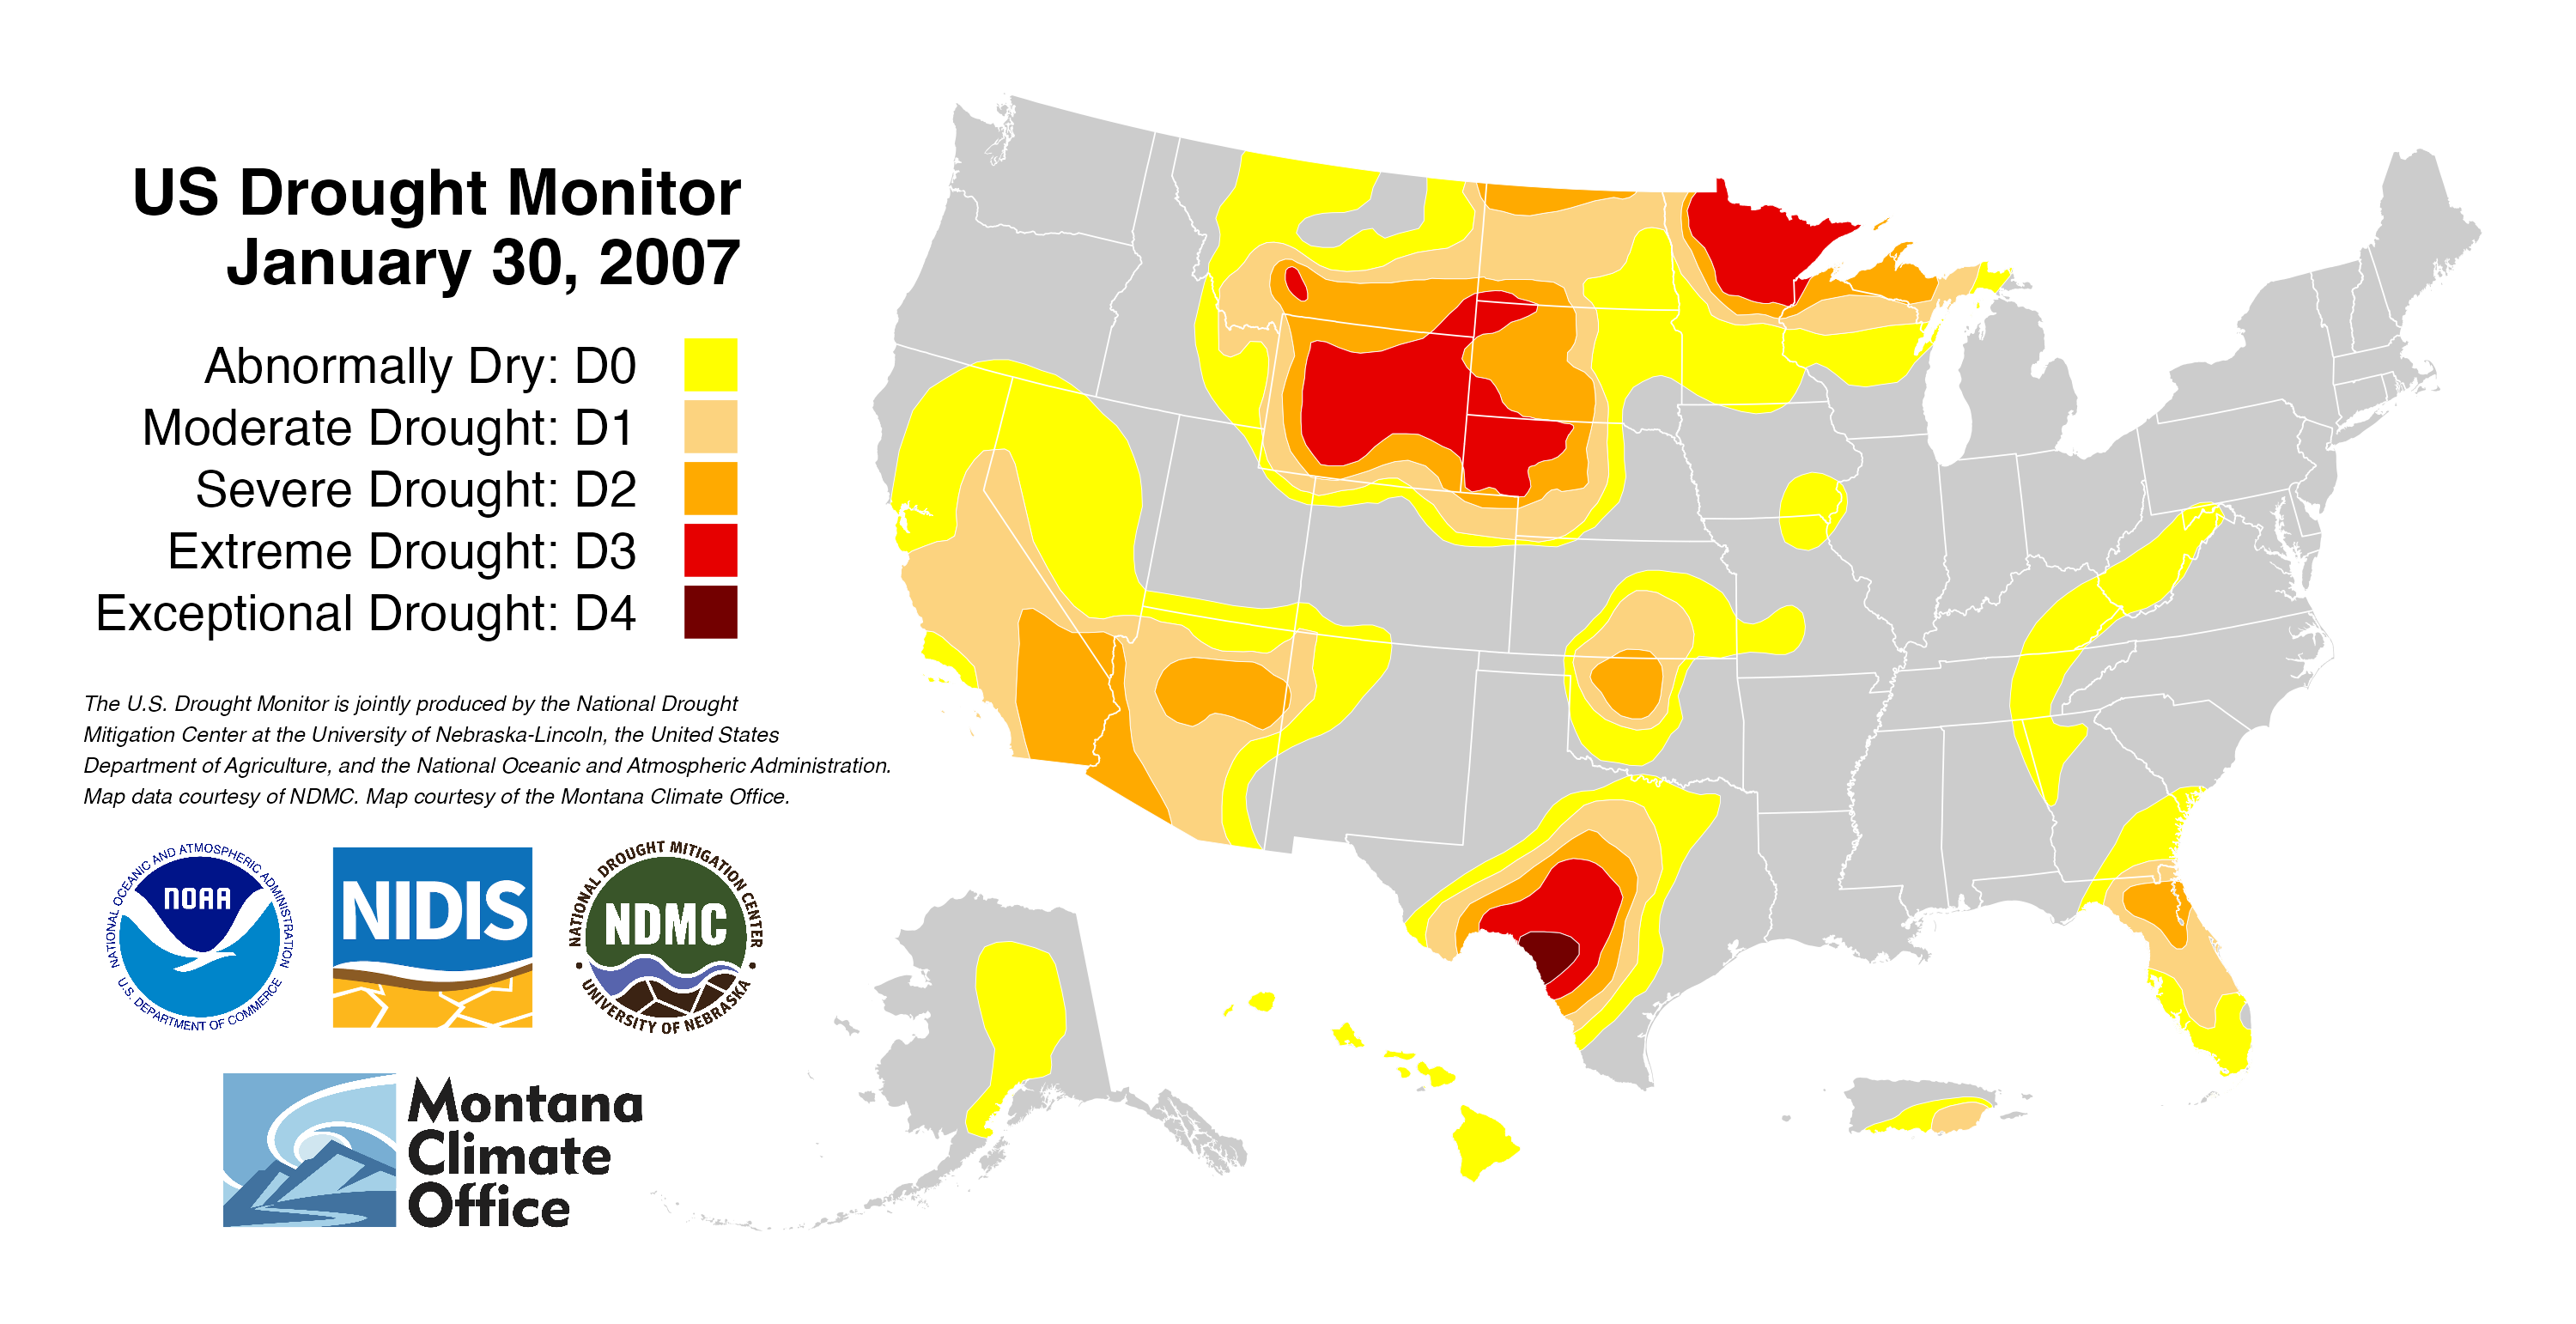 US Drought Monitor
January 30, 2007
Abnormally Dry: D0
Moderate Drought: D1
Severe Drought: D2
Extreme Drought: D3
Exceptional Drought: D4
The U.S. Drought Monitor is jointly produced by the National Drought
Mitigation Center at the University of Nebraska-Lincoln, the United States
Department of Agriculture, and the National Oceanic and Atmospheric Administration.
Map data courtesy of NDMC. Map courtesy of the Montana Climate Office.
NATIONAL OCEANIC AND ATMOSPHERIC ADMINISTRATION
NOAA
U.S. DEPARTMENT OF COMMERCE
NIDIS
NATIONAL DROUGHT MITIGATION CENTER
NDMC
UNIVERSITY OF NEBRASKA
Montana
Climate
Office